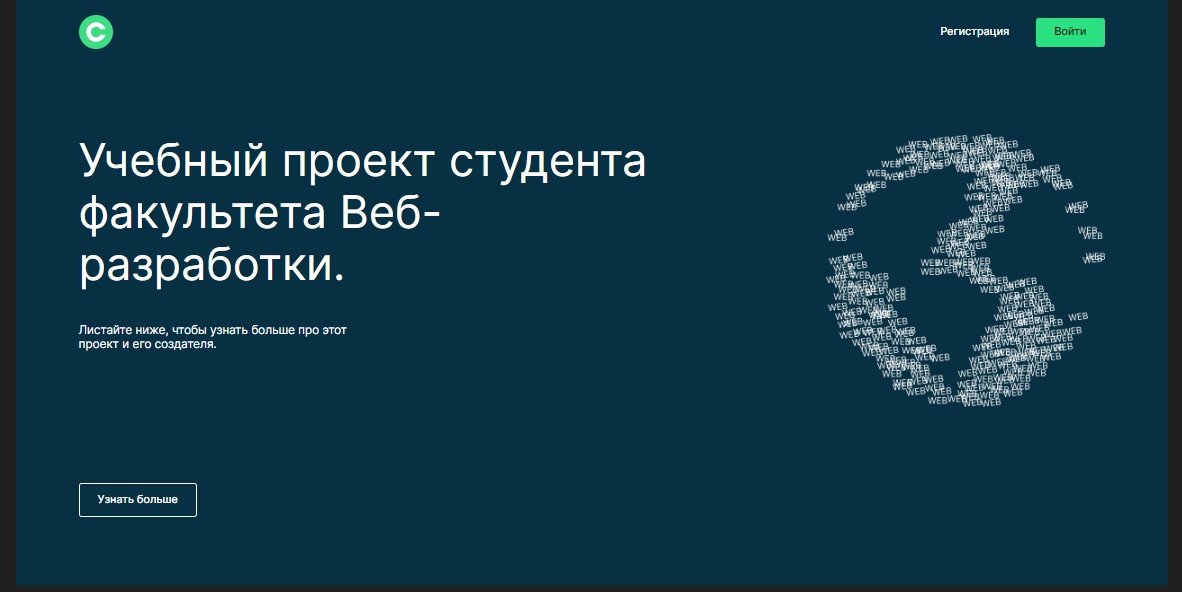 Регистрация
Войти
Учебный проект студента
факультета Веб-
разработки.
Листайте ниже, чтобы узнать больше про этот
проект и его создателя.
WEB
Узнать больше